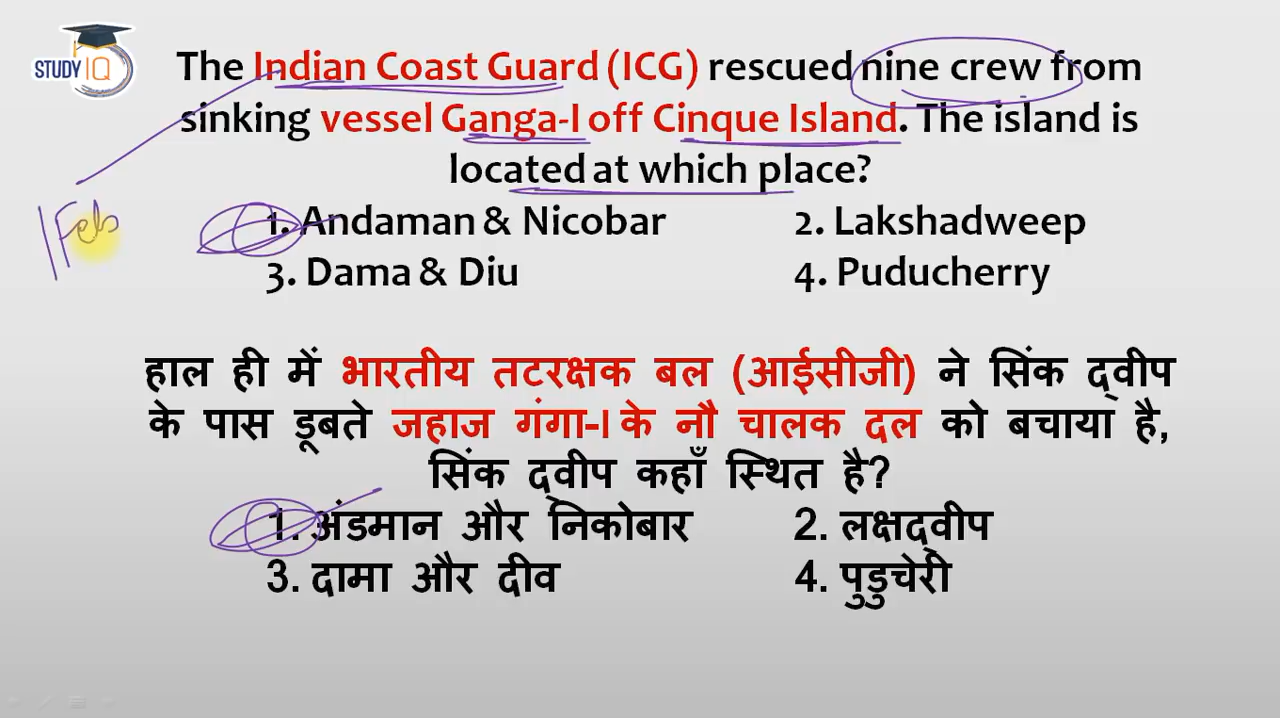 STUDY IQ
The Indian Coast Guard (ICG) rescued nine crew from
sinking vessel Ganga-I off Cinque Island. The island is
located at which place?
1 Feb
1. Andaman & Nicobar 2. Lakshadweep
3. Dama & Diu 4. Puducherry
हाल ही में भारतीय तटरक्षक बल (आईसीजी) ने सिंक द्वीप
के पास डूबते जहाज गंगा-I के नौ चालक दल को बचाया है,
सिंक द्वीप कहाँ स्थित है?
1. अंडमान और निकोबार 2. लक्षद्वीप
3. दामा और दीव 4. पुडुचेरी